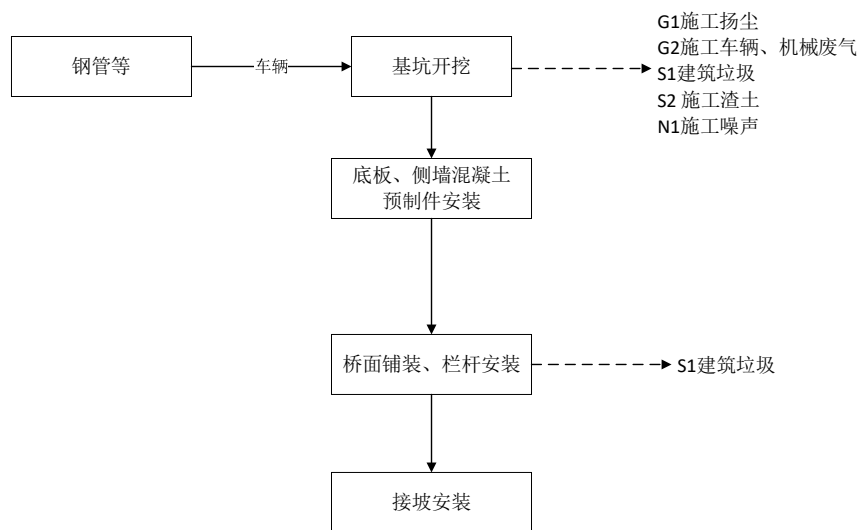 钢管等
车辆
基坑开挖
G1施工扬尘
G2施工车辆、机械废气
S1建筑垃圾
S2 施工渣土
N1施工噪声
底板、侧墙混凝土
预制件安装
桥面铺装、栏杆安装
S1建筑垃圾
接坡安装